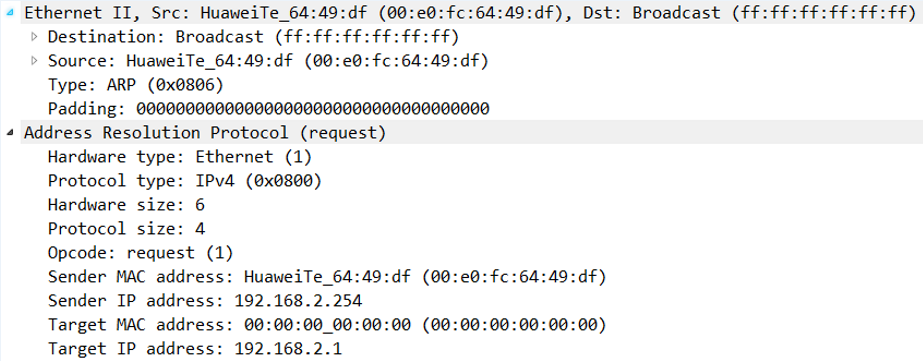 Ethernet II, Src: HuaweiTe_64:49:df (00:e0:fc:64:49:df), Dst: Broadcast (ff:ff:ff:ff:ff:ff)
Destination: Broadcast (ff:ff:ff:ff:ff:ff)
Source: HuaweiTe_64:49:df (00:e0:fc:64:49:df)
Type: ARP (0x0806)
Padding: 000000000000000000000000000000000000
Address Resolution Protocol (request)
Hardware type: Ethernet (1)
Protocol type: IPv4 (0x0800)
Hardware size: 6
Protocol size: 4
Opcode: request (1)
Sender MAC address: HuaweiTe_64:49:df (00:e0:fc:64:49:df)
Sender IP address: 192.168.2.254
Target MAC address: 00:00:00_00:00:00 (00:00:00:00:00:00)
Target IP address: 192.168.2.1